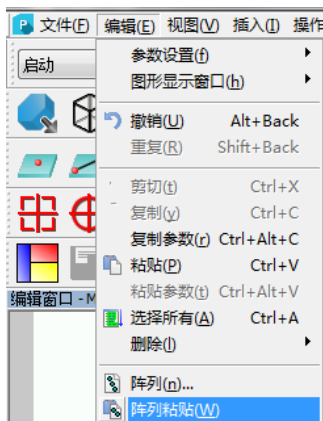 文件(F) 编辑(E) 视图(V) 插入(I) 操作
启动
参数设置(f)
图形显示窗口(h)
撤销(U) Alt+Back
重复(R) Shift+Back
剪切(t) Ctrl+X
复制(y) Ctrl+C
复制参数(r) Ctrl+Alt+C
粘贴(P) Ctrl+V
粘贴参数(t) Ctrl+Alt+V
选择所有(A) Ctrl+A
编辑窗口 - M
删除(l)
阵列(n)...
阵列粘贴(W)